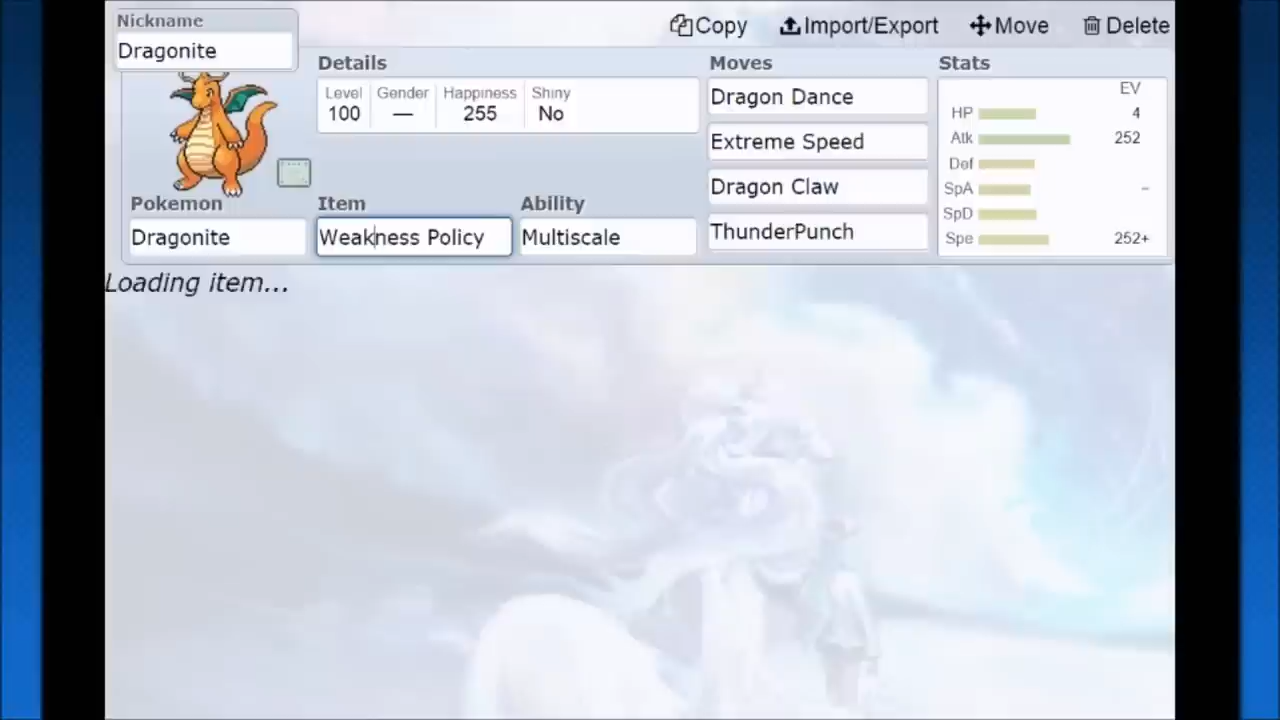 Nickname
Dragonite
Copy Import/Export Move Delete
Details
Level Gender Happiness Shiny
100 — 255 No
Pokemon Item Ability
Dragonite Weakness Policy Multiscale
Moves
Dragon Dance
Extreme Speed
Dragon Claw
ThunderPunch
Stats
EV
HP 4
Atk 252
Def
SpA –
SpD
Spe 252+
Loading item...